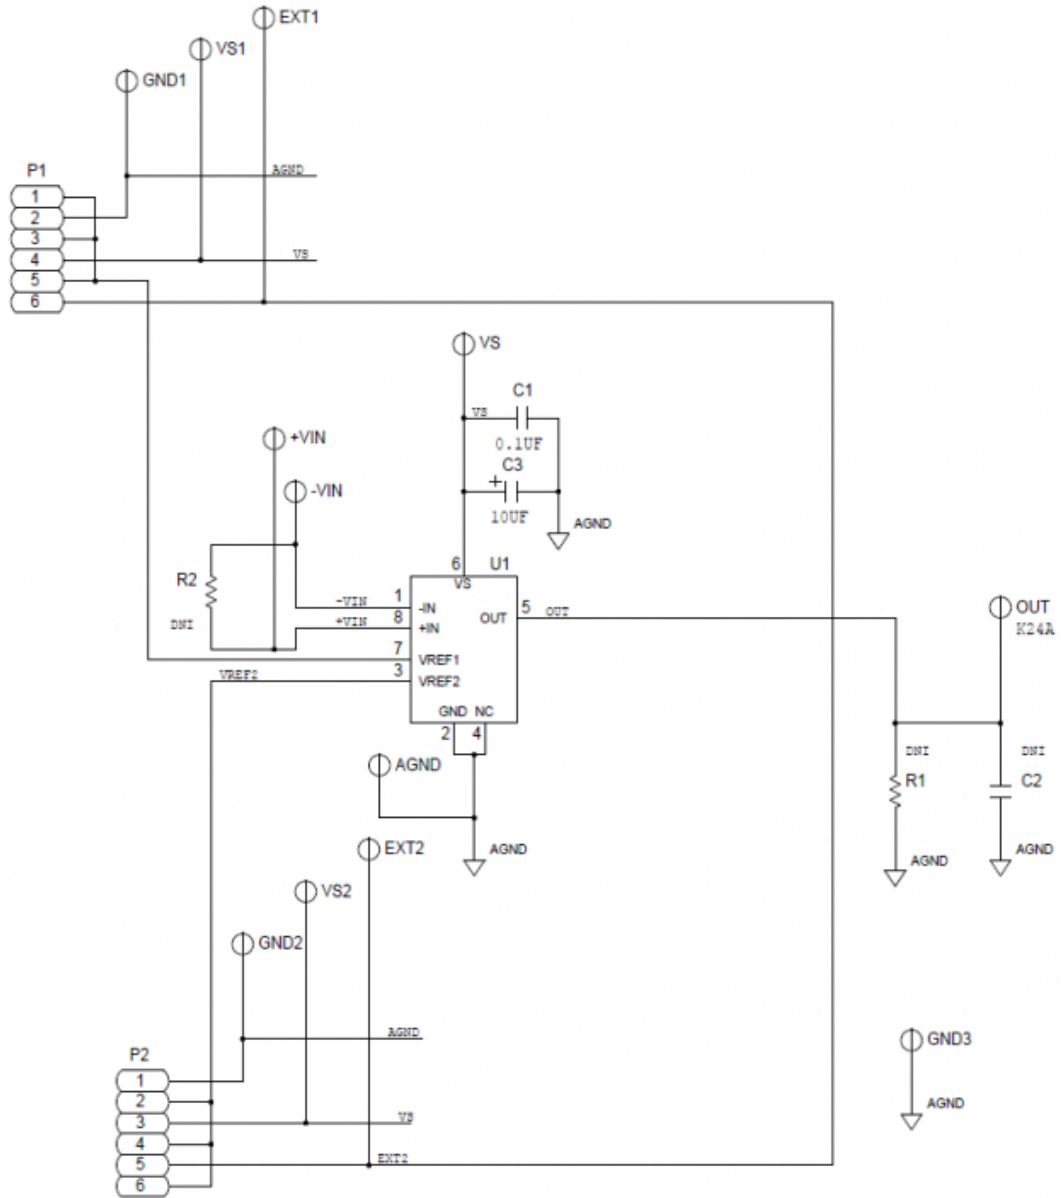 EXT1
VS1
GND1
AGND
P1
1
2
3
4
VS
5
6
VS
C1
VS
0.1UF
+VIN
C3
+
-VIN
10UF
AGND
6
U1
VS
R2
DNI
-VIN
1
-IN
+VIN
8
+IN
OUT
5
OUT
OUT
K24A
7
VREF1
VREF2
3
VREF2
GND NC
2
4
DNI
DNI
AGND
R1
C2
EXT2
AGND
AGND
AGND
VS2
GND2
AGND
GND3
P2
1
2
3
VS
4
5
EXT2
6
AGND